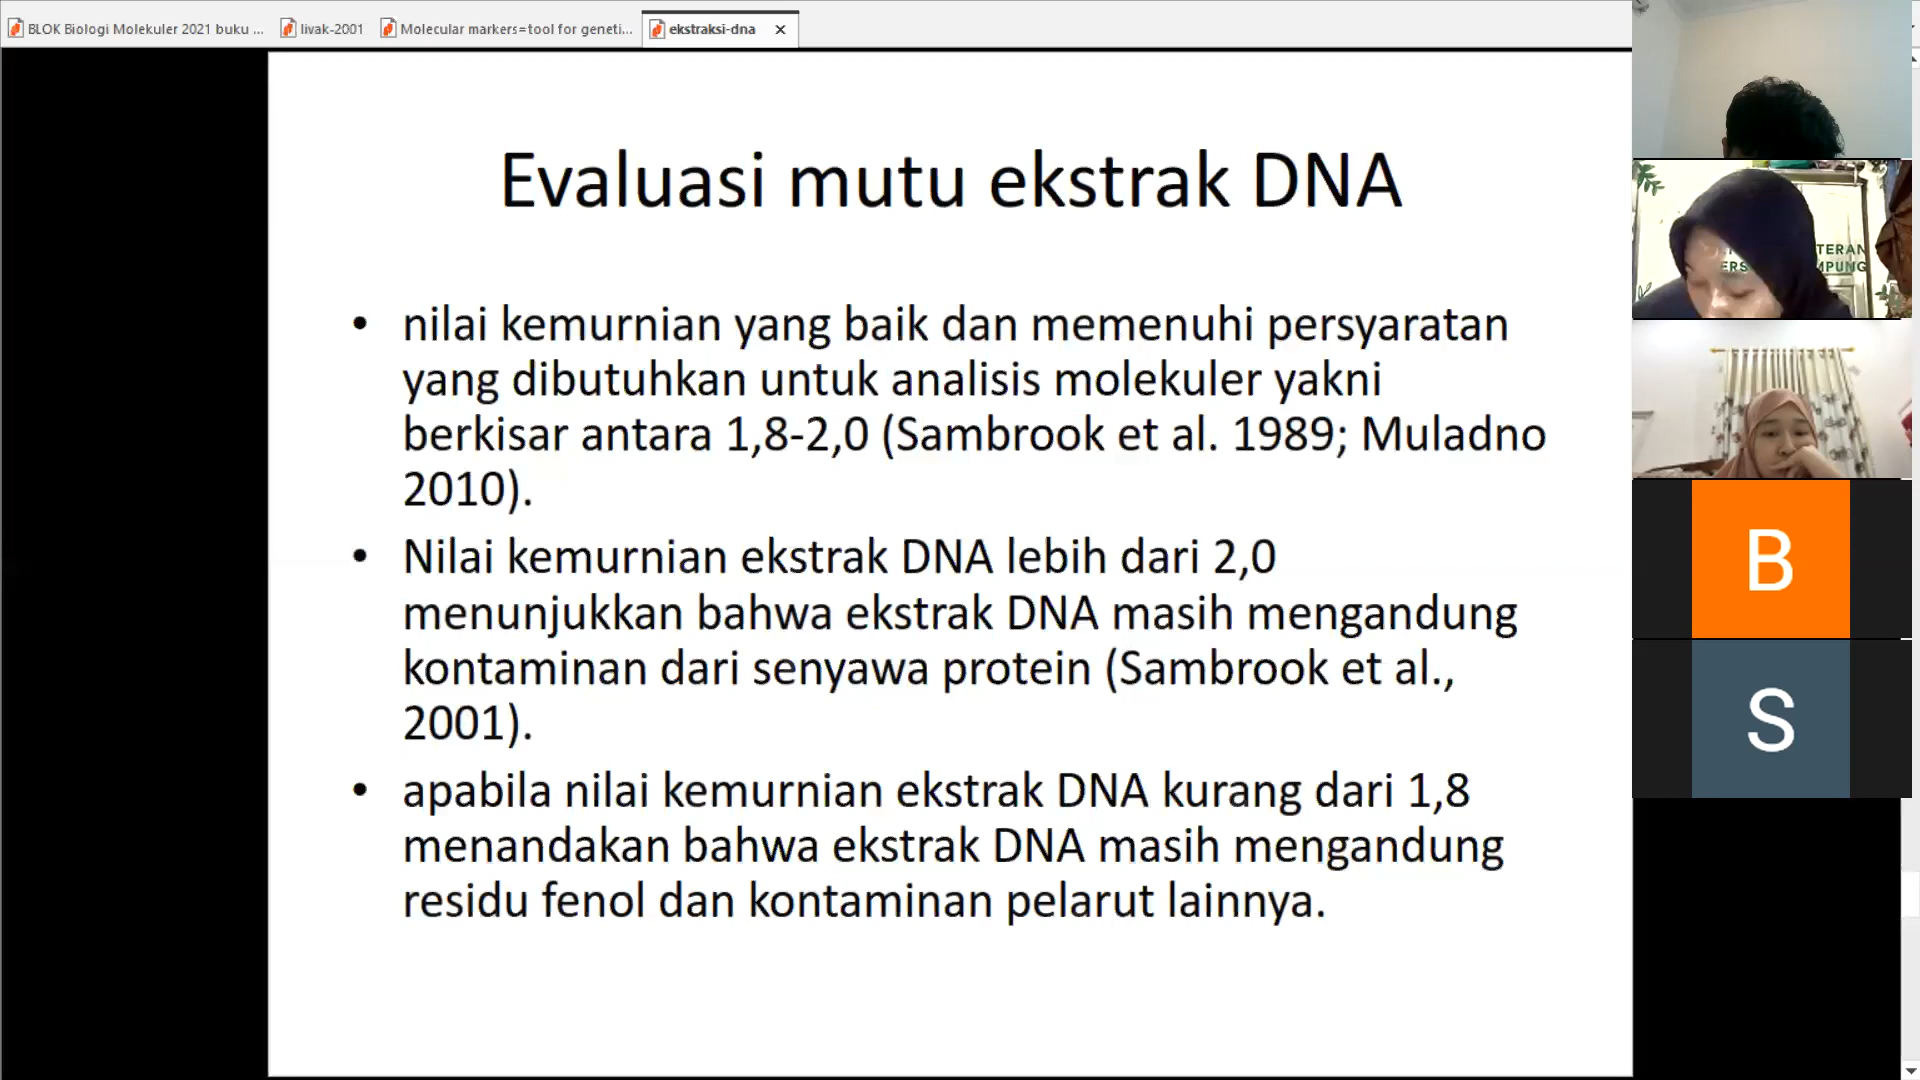 BLOK Biologi Molekuler 2021 buku ...
livak-2001
Molecular markers=tool for geneti...
ekstraksi-dna
Evaluasi mutu ekstrak DNA
• nilai kemurnian yang baik dan memenuhi persyaratan
yang dibutuhkan untuk analisis molekuler yakni
berkisar antara 1,8-2,0 (Sambrook et al. 1989; Muladno
2010).
• Nilai kemurnian ekstrak DNA lebih dari 2,0
menunjukkan bahwa ekstrak DNA masih mengandung
kontaminan dari senyawa protein (Sambrook et al.,
2001).
• apabila nilai kemurnian ekstrak DNA kurang dari 1,8
menandakan bahwa ekstrak DNA masih mengandung
residu fenol dan kontaminan pelarut lainnya.
TERAN
ERS MPUNG
B
S